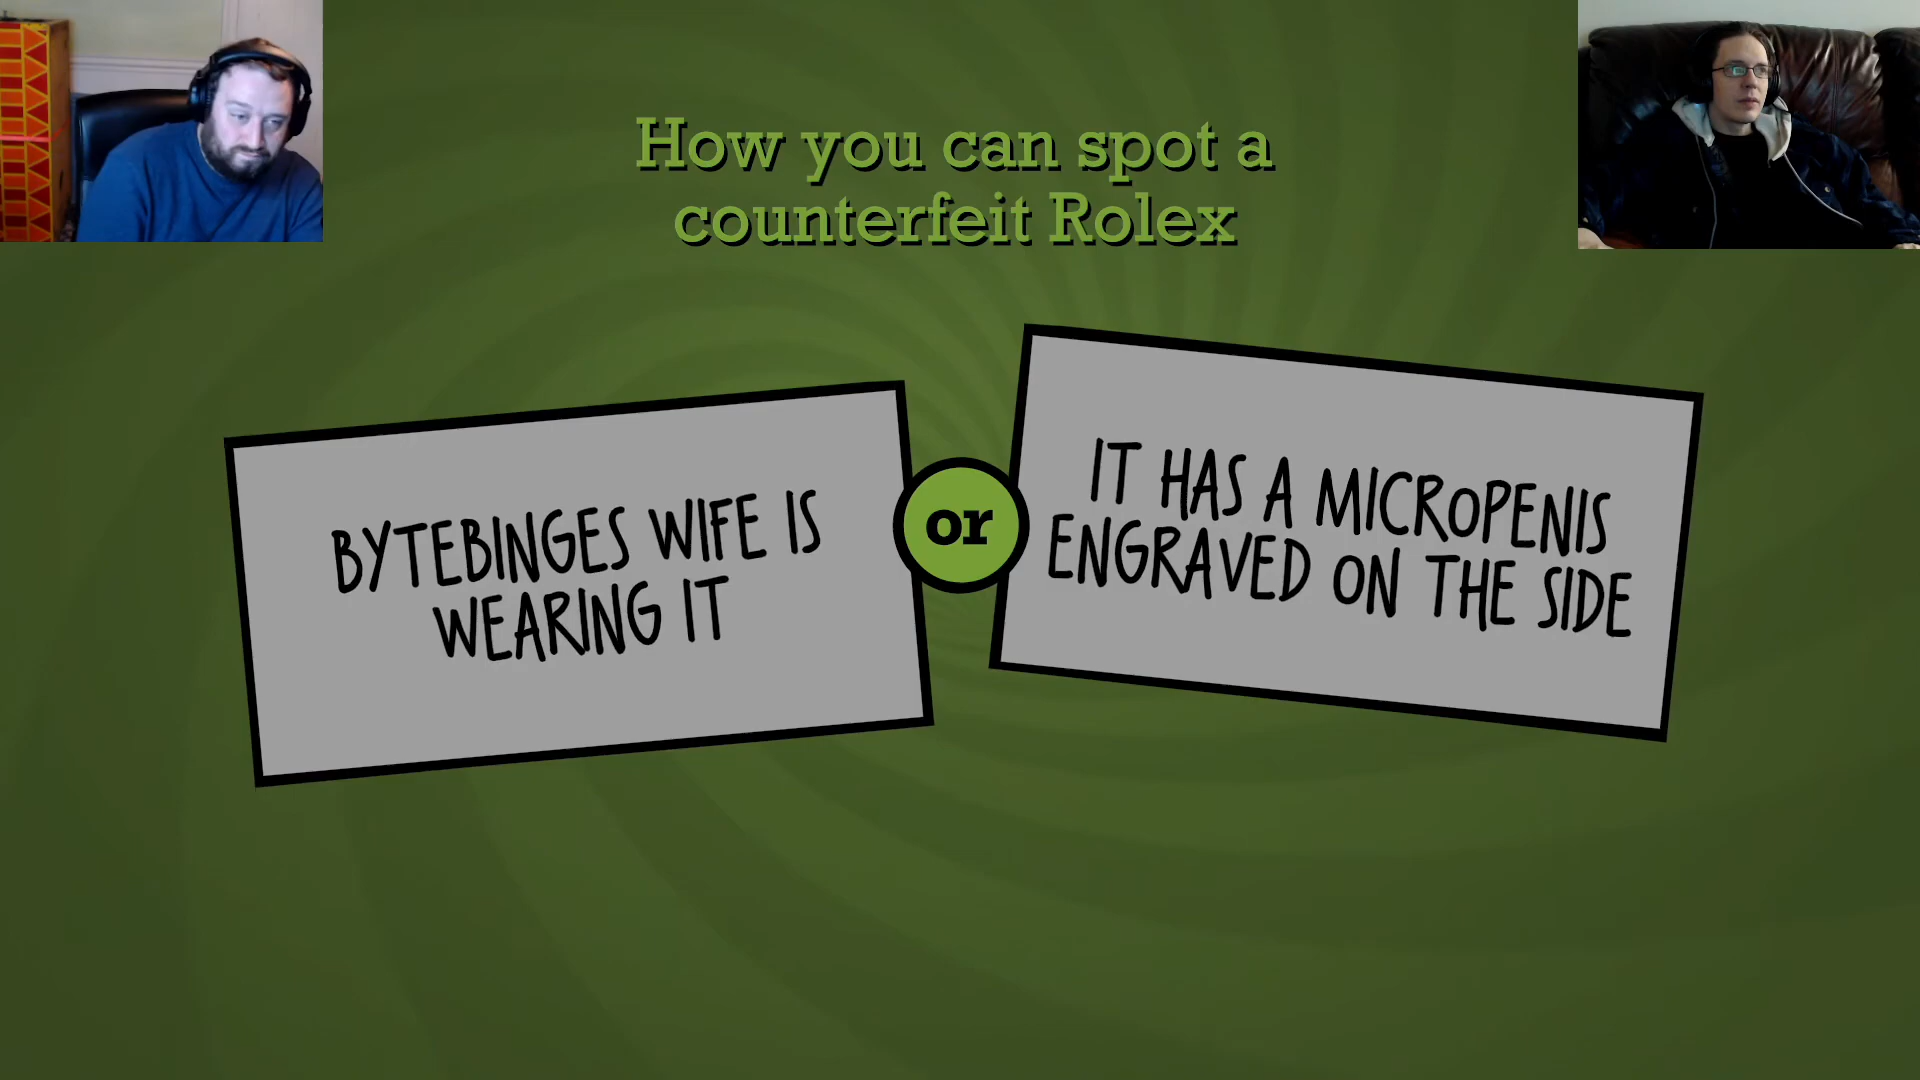 How you can spot a
counterfeit Rolex
BYTEBINGES WIFE IS
WEARING IT
or
IT HAS A MICROPENIS
ENGRAVED ON THE SIDE